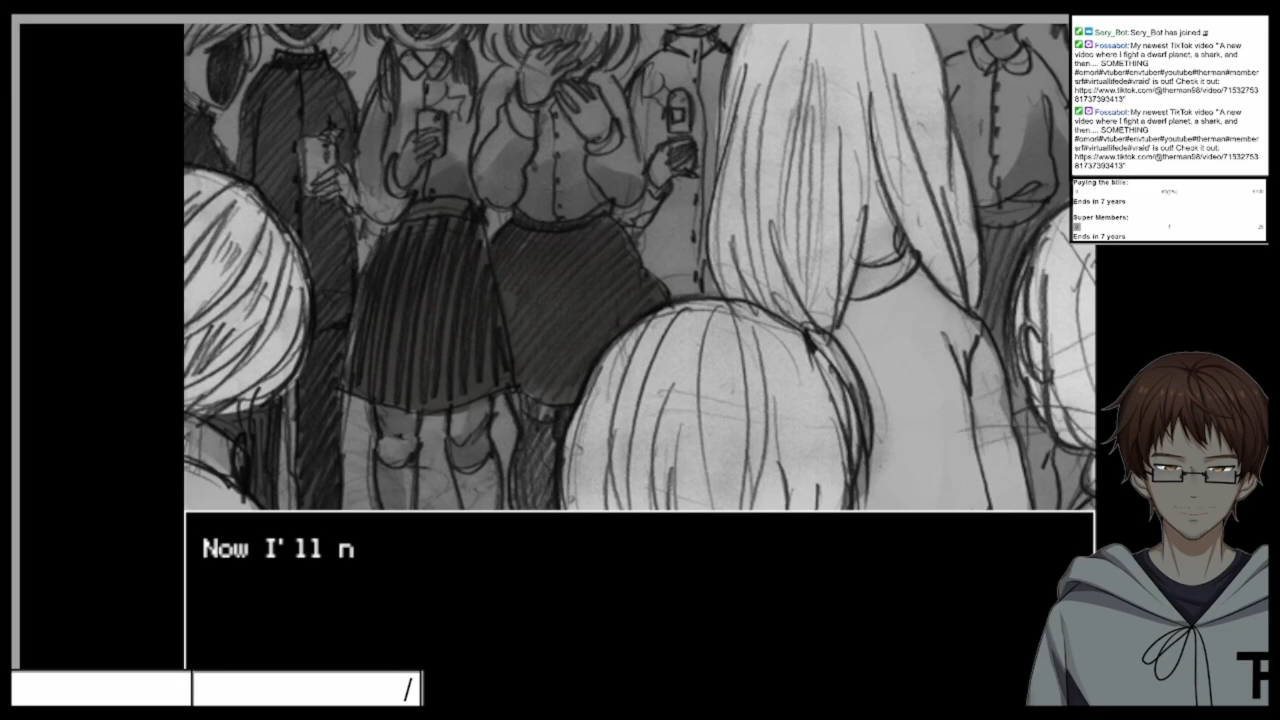 Sery_Bot: Sery_Bot has joined
Fossabot: My newest TikTok video "A new
video where I fight a dwarf planet, a shark, and
then.... SOMETHING
#omori#vtuber#envtuber#youtube#therman#member
srf#virtuallifede#vraid' is out! Check it out:
https://www.tiktok.com/@therman98/video/71532753
81737393413"
Fossabot: My newest TikTok video "A new
video where I fight a dwarf planet, a shark, and
then.... SOMETHING
#omori#vtuber#envtuber#youtube#therman#member
srf#virtuallifede#vraid' is out! Check it out:
https://www.tiktok.com/@therman98/video/71532753
81737393413"
Paying the bills:
Ends in 7 years
Super Members:
Ends in 7 years
Now I'll n
/